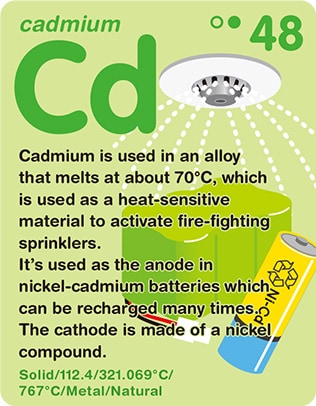 cadmium
48
Cd
Cadmium is used in an alloy
that melts at about 70°C, which
is used as a heat-sensitive
material to activate fire-fighting
sprinklers.
It's used as the anode in
nickel-cadmium batteries which
can be recharged many times.
The cathode is made of a nickel
compound.
Ni-Cd
Solid/112.4/321.069°C/
767°C/Metal/Natural